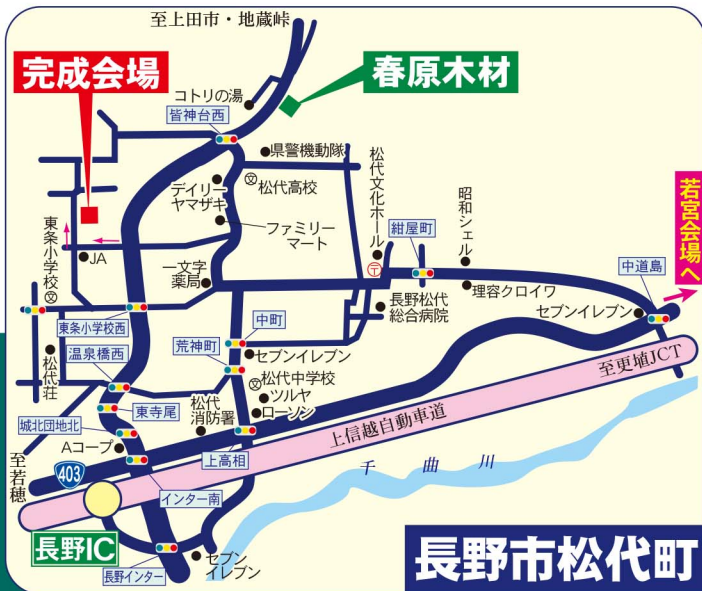 至上田市・地蔵峠
完成会場
春原木材
コトリの湯
皆神台西
県警機動隊
文
松代高校
デイリー
ヤマザキ
ファミリー
マート
松代文化ホール
昭和シェル
紺屋町
若宮会場へ
中道島
東条小学校
文
JA
一文字
薬局
〒
長野松代
総合病院
理容クロイワ
セブンイレブン
東条小学校西
中町
荒神町
セブンイレブン
温泉橋西
松代荘
文
松代中学校
ツルヤ
ローソン
至更埴JCT
東寺尾
松代
消防署
城北団地北
Aコープ
上高相
上信越自動車道
至若穂
403
インター南
千曲川
長野IC
長野インター
セブン
イレブン
長野市松代町